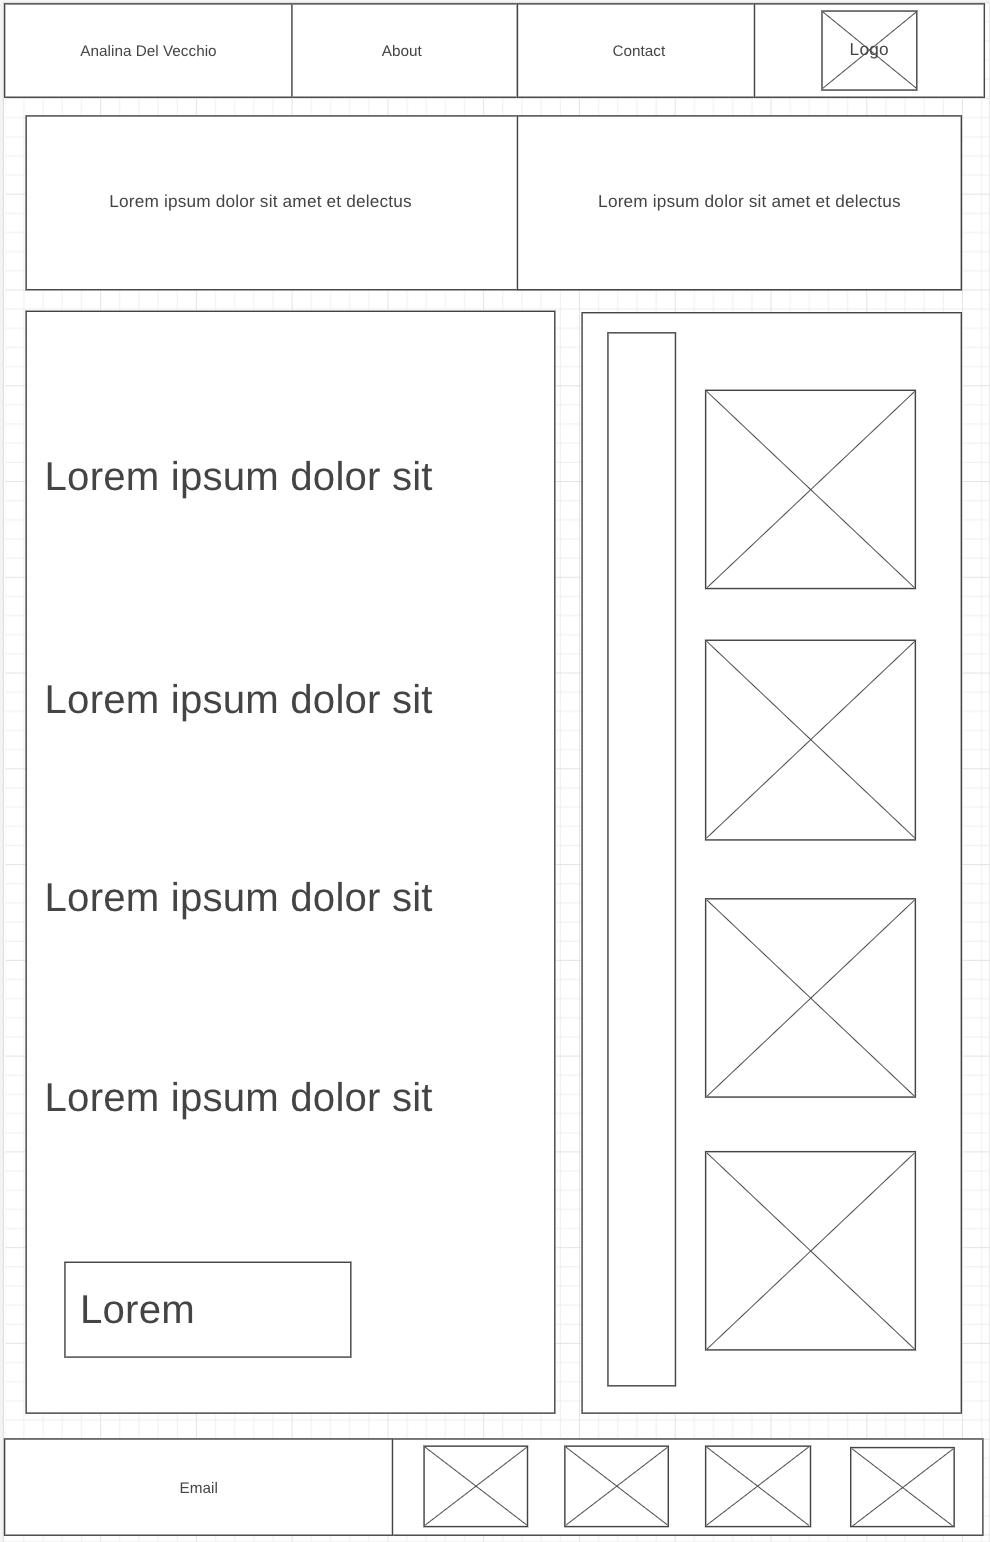 Analina Del Vecchio
About
Contact
Logo
Lorem ipsum dolor sit amet et delectus
Lorem ipsum dolor sit amet et delectus
Lorem ipsum dolor sit
Lorem ipsum dolor sit
Lorem ipsum dolor sit
Lorem ipsum dolor sit
Lorem
Email